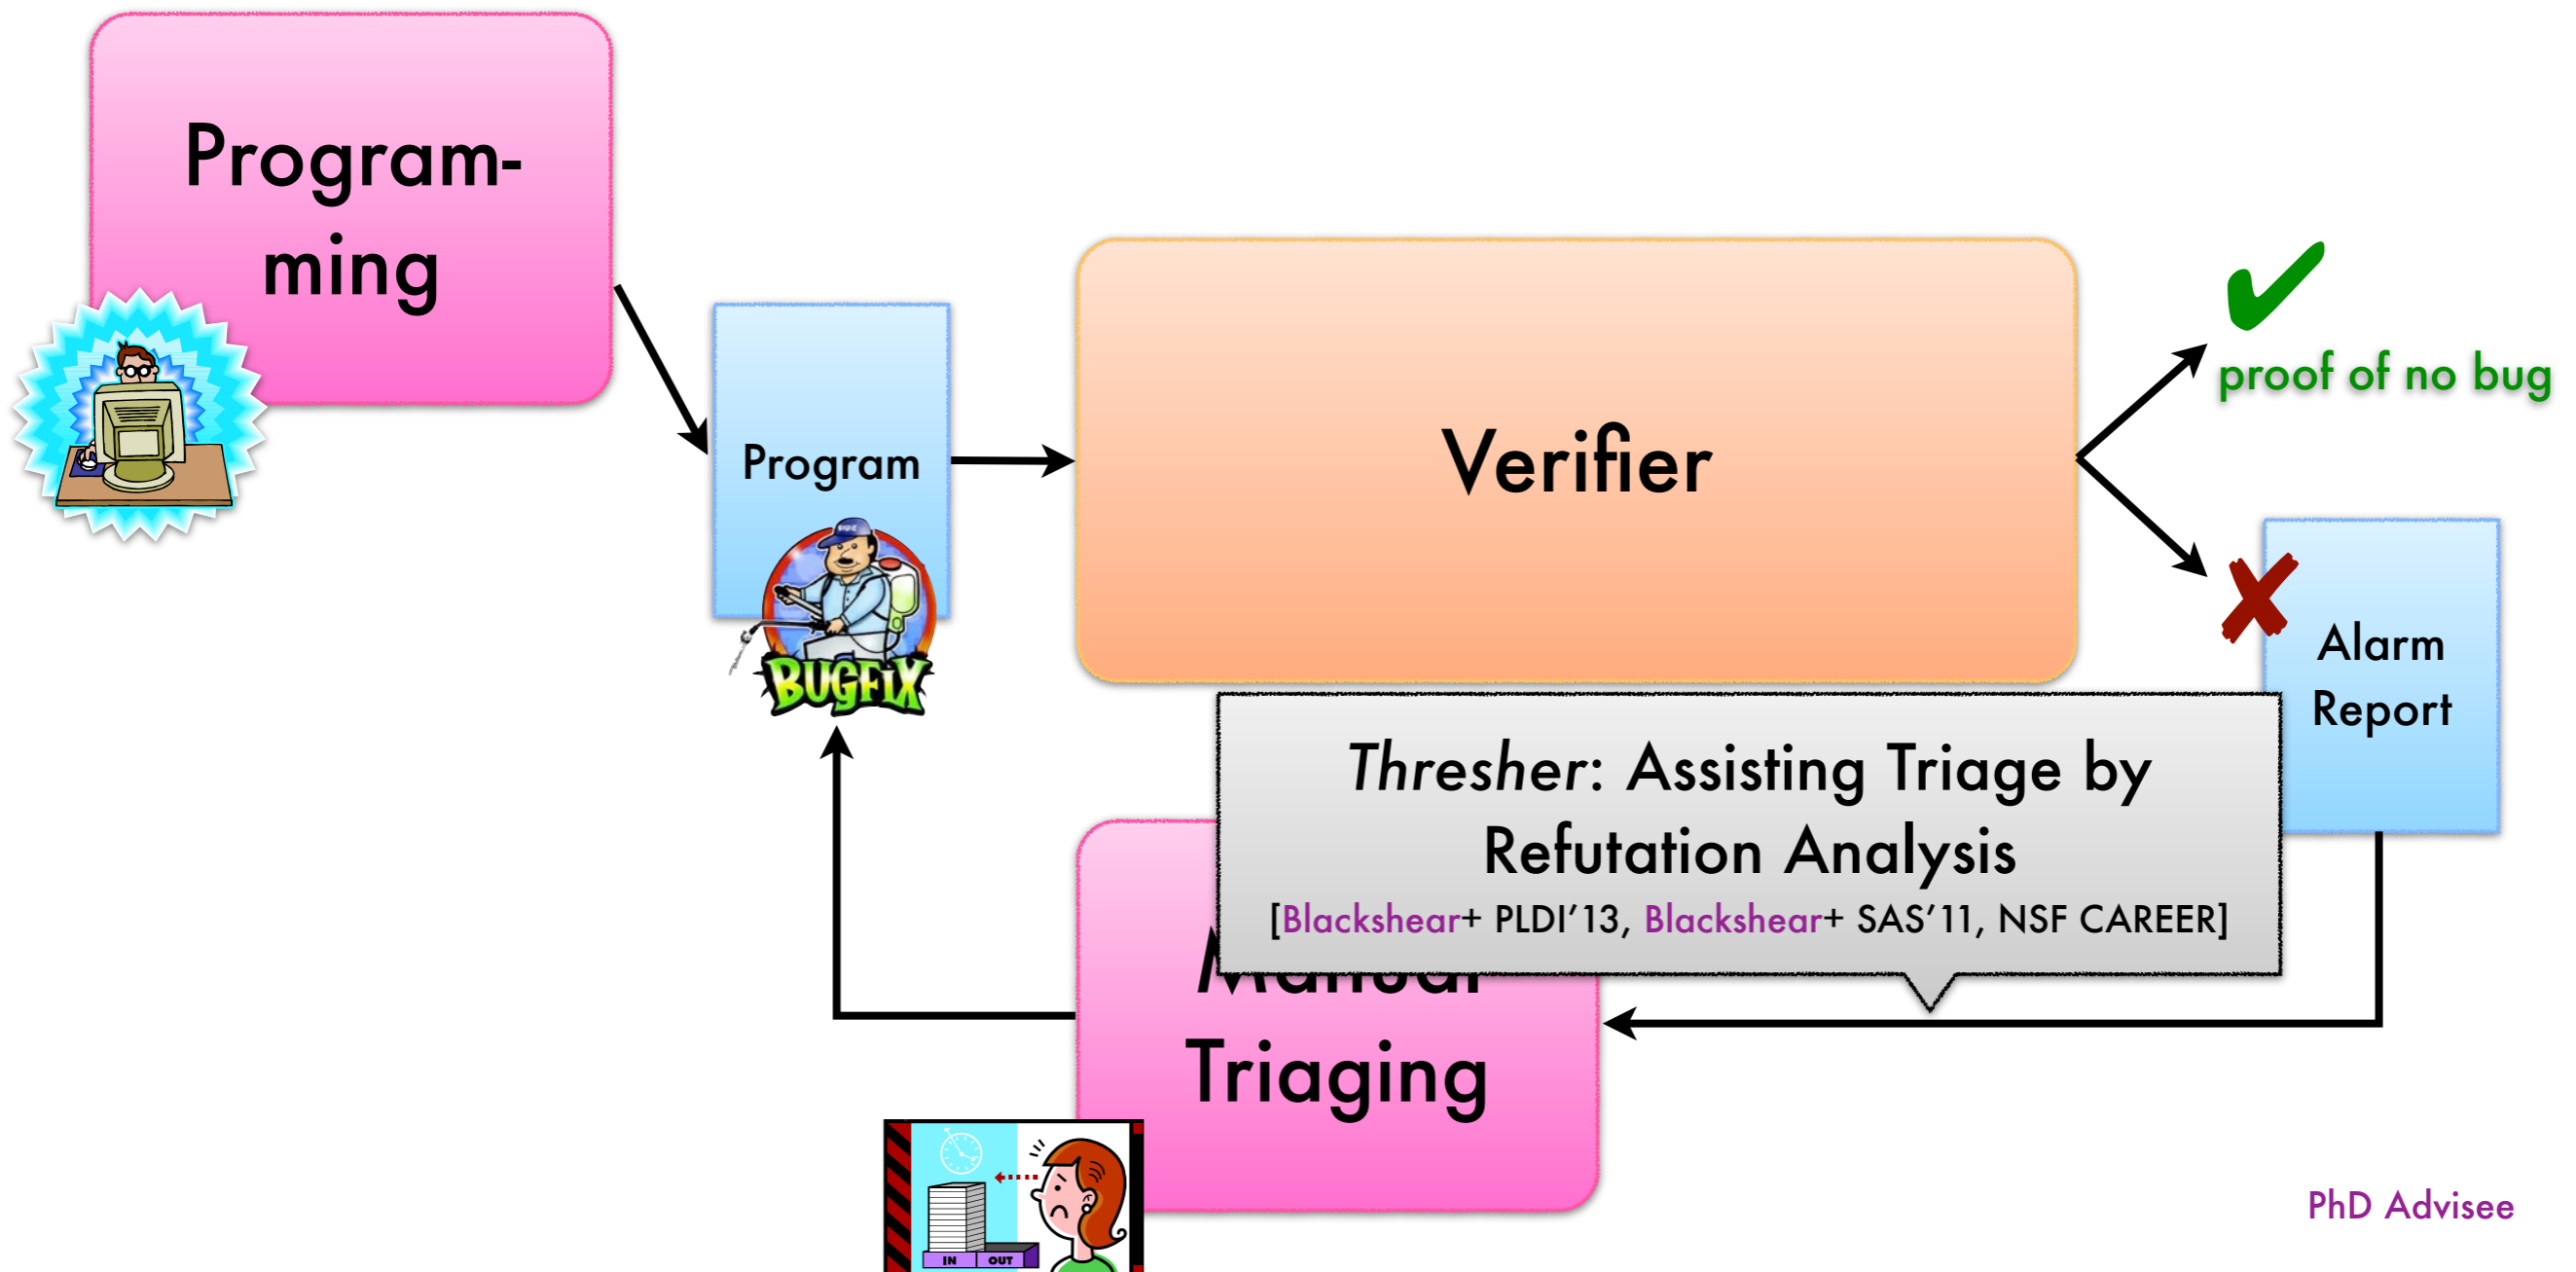 Program-
ming
Program
BUGFIX
Verifier
proof of no bug
Alarm
Report
Thresher: Assisting Triage by
Refutation Analysis
[Blackshear+ PLDI’13, Blackshear+ SAS’11, NSF CAREER]
Manual
Triaging
IN OUT
PhD Advisee